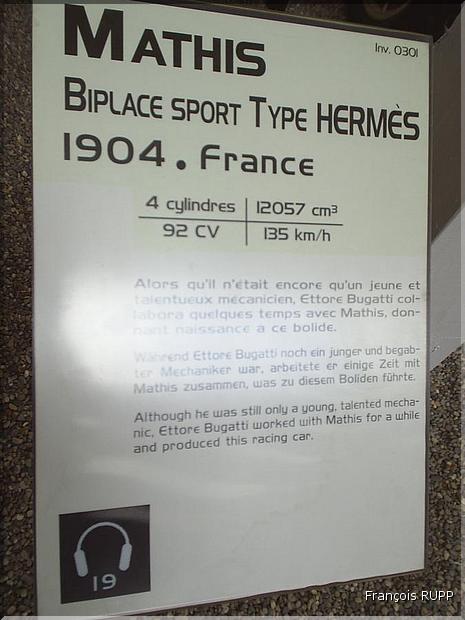 MATHIS
Inv. 0301
BIPLACE SPORT TYPE HERMÈS
1904. France
4 cylindres 12057 cm³
92 CV 135 km/h
Alors qu'il n'était encore qu'un jeune et
talentueux mécanicien, Ettore Bugatti col-
labora quelques temps avec Mathis, don-
nant naissance a ce bolide.
Während Ettore Bugatti noch ein junger und begab-
ter Mechaniker war, arbeitete er einige Zeit mit
Mathis zusammen, was zu diesem Boliden führte.
Although he was still only a young, talented mecha-
nic, Ettore Bugatti worked with Mathis for a while
and produced this racing car.
19
François RUPP